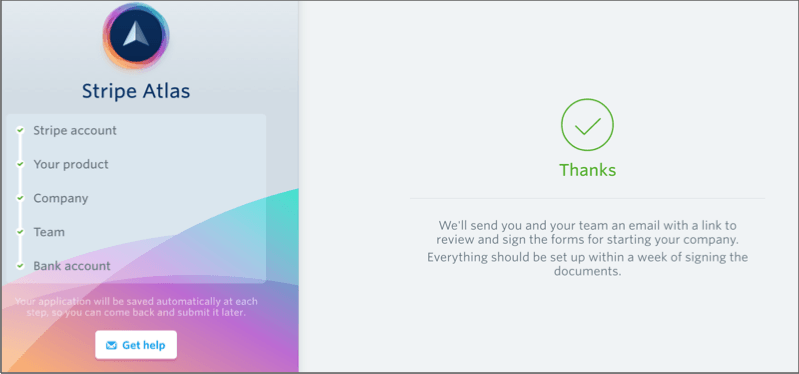 Stripe Atlas
Stripe account
Your product
Company
Team
Bank account
Your application will be saved automatically at each
step, so you can come back and submit it later.
Get help
Thanks
We'll send you and your team an email with a link to
review and sign the forms for starting your company.
Everything should be set up within a week of signing the
documents.